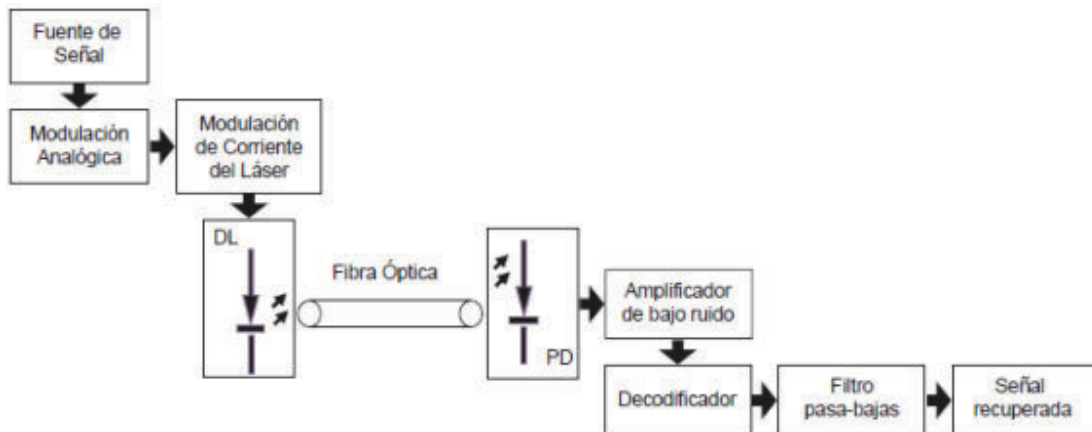 Fuente de
Señal
Modulación
Analógica
Modulación
de Corriente
del Láser
DL
Fibra Óptica
PD
Amplificador
de bajo ruido
Decodificador
Filtro
pasa-bajas
Señal
recuperada